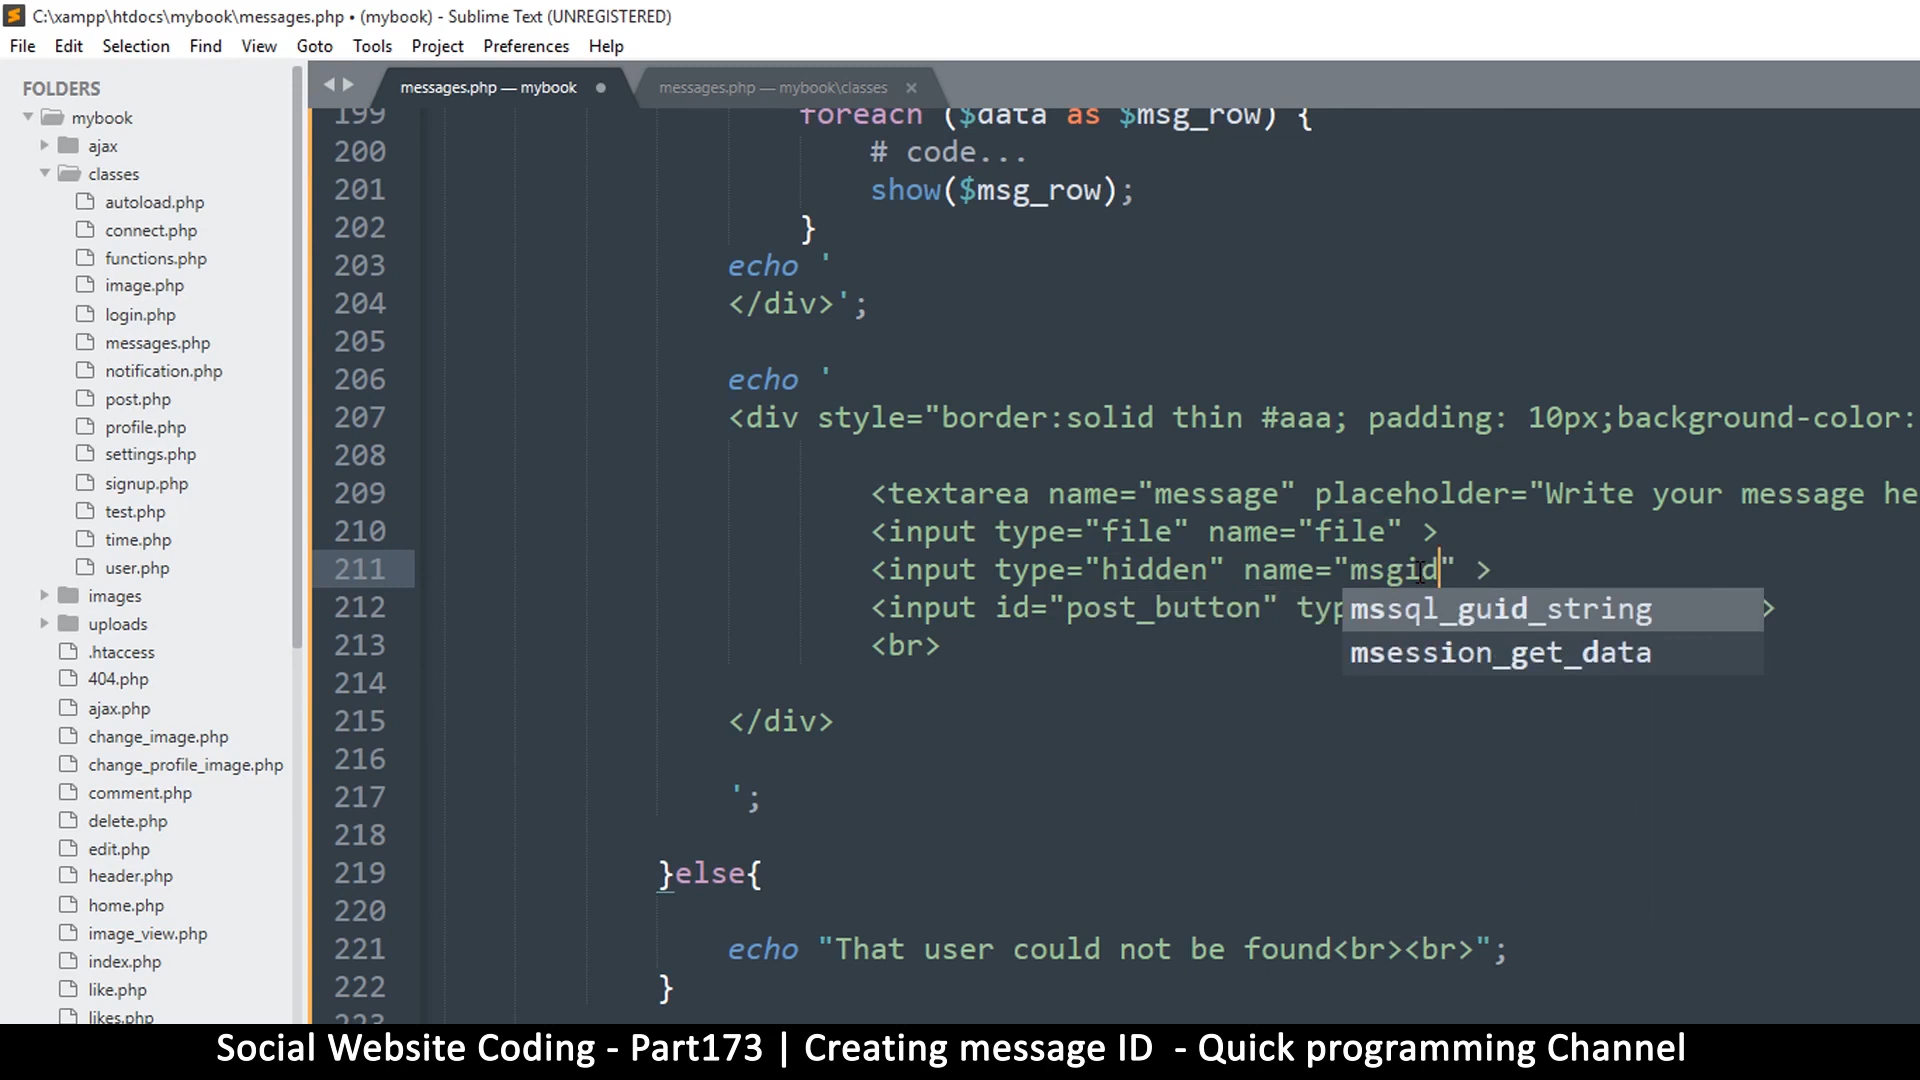 C:\xampp\htdocs\mybook\messages.php • (mybook) - Sublime Text (UNREGISTERED)
File Edit Selection Find View Goto Tools Project Preferences Help
FOLDERS
mybook
ajax
classes
autoload.php
connect.php
functions.php
image.php
login.php
messages.php
notification.php
post.php
profile.php
settings.php
signup.php
test.php
time.php
user.php
images
uploads
.htaccess
404.php
ajax.php
change_image.php
change_profile_image.php
comment.php
delete.php
edit.php
header.php
home.php
image_view.php
index.php
like.php
likes.php
messages.php — mybook
messages.php — mybook\classes
199 foreach ($data as $msg_row) {
200 # code...
201 show($msg_row);
202 }
203 echo '
204 </div>';
205
206 echo '
207 <div style="border:solid thin #aaa; padding: 10px;background-color:
208
209 <textarea name="message" placeholder="Write your message he
210 <input type="file" name="file" >
211 <input type="hidden" name="msgid" >
212 <input id="post_button" typ >
mssql_guid_string
213 <br>
msession_get_data
214
215 </div>
216
217 ';
218
219 }else{
220
221 echo "That user could not be found<br><br>";
222 }
223
Social Website Coding - Part173 | Creating message ID - Quick programming Channel